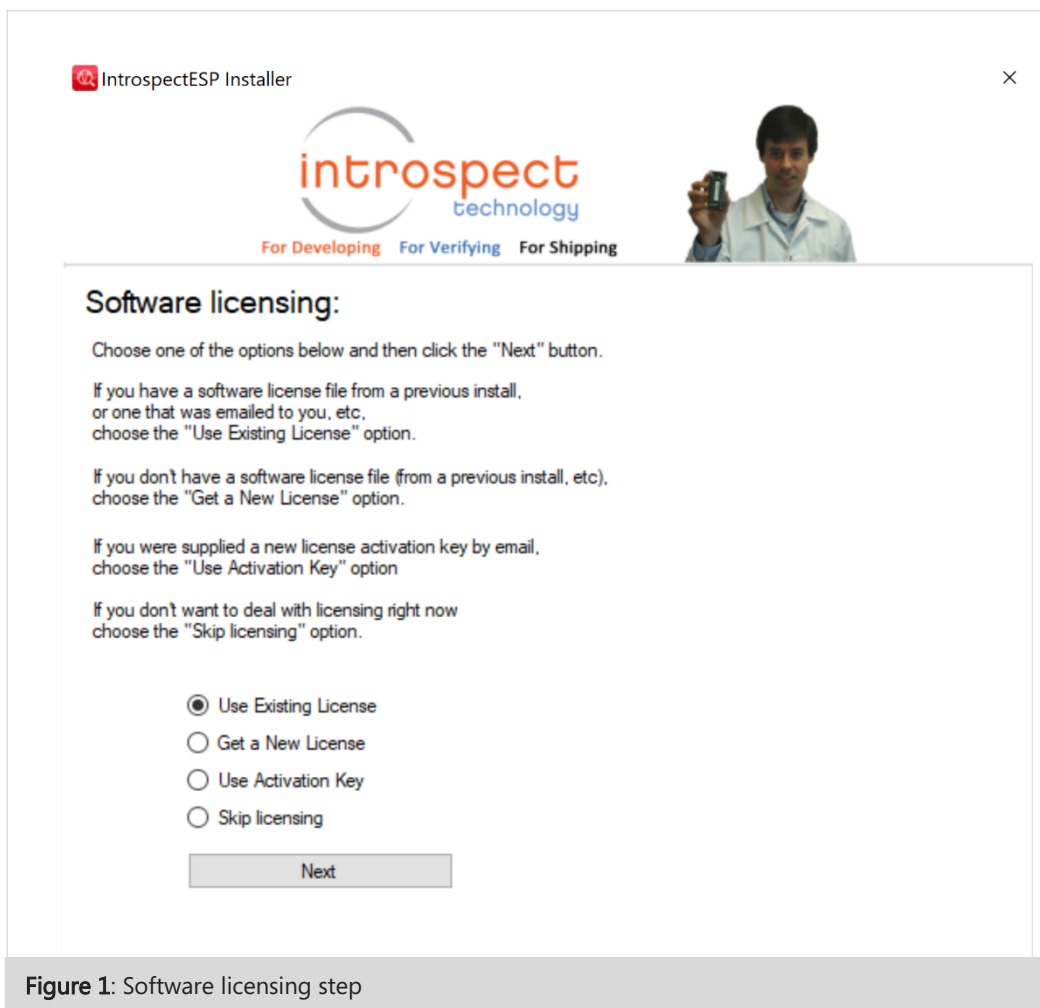 IntrospectESP Installer
introspect
technology
For Developing For Verifying For Shipping
Software licensing:
Choose one of the options below and then click the "Next" button.
If you have a software license file from a previous install,
or one that was emailed to you, etc,
choose the "Use Existing License" option.
If you don't have a software license file (from a previous install, etc),
choose the "Get a New License" option.
If you were supplied a new license activation key by email,
choose the "Use Activation Key" option
If you don't want to deal with licensing right now
choose the "Skip licensing" option.
Use Existing License
Get a New License
Use Activation Key
Skip licensing
Next
Figure 1: Software licensing step